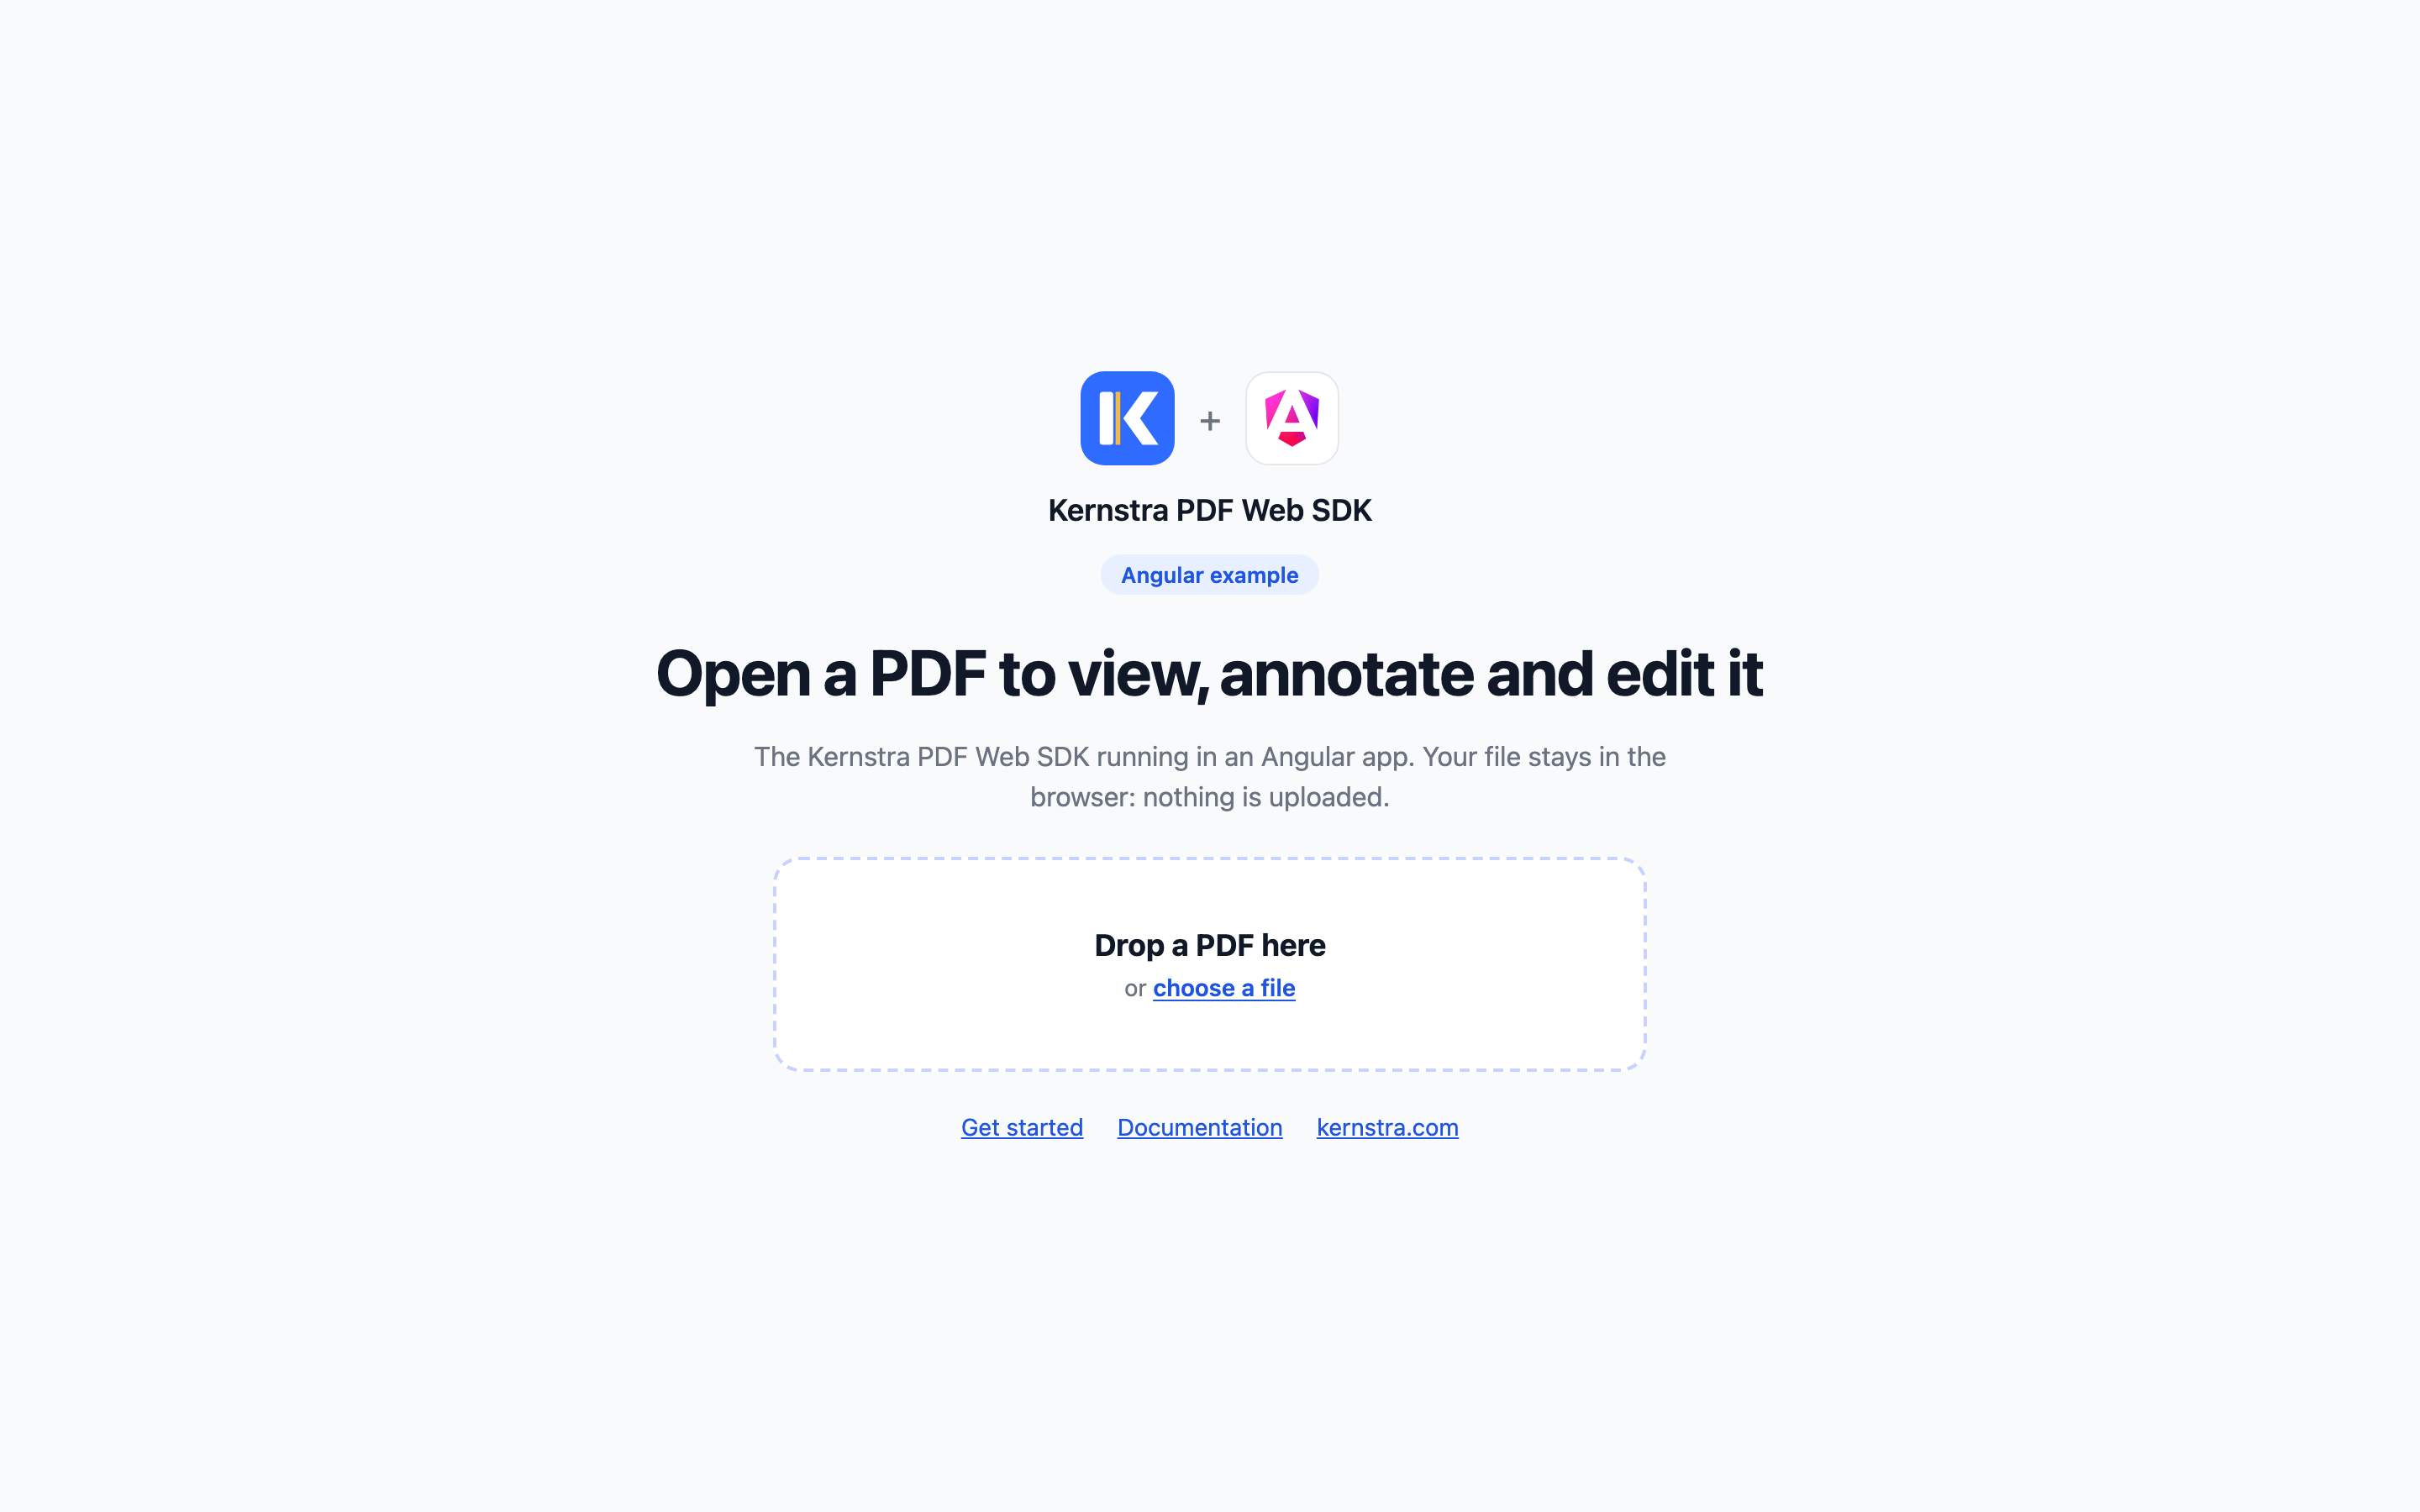 K + A
Kernstra PDF Web SDK
Angular example
Open a PDF to view, annotate and edit it
The Kernstra PDF Web SDK running in an Angular app. Your file stays in the
browser: nothing is uploaded.
Drop a PDF here
or choose a file
Get started Documentation kernstra.com